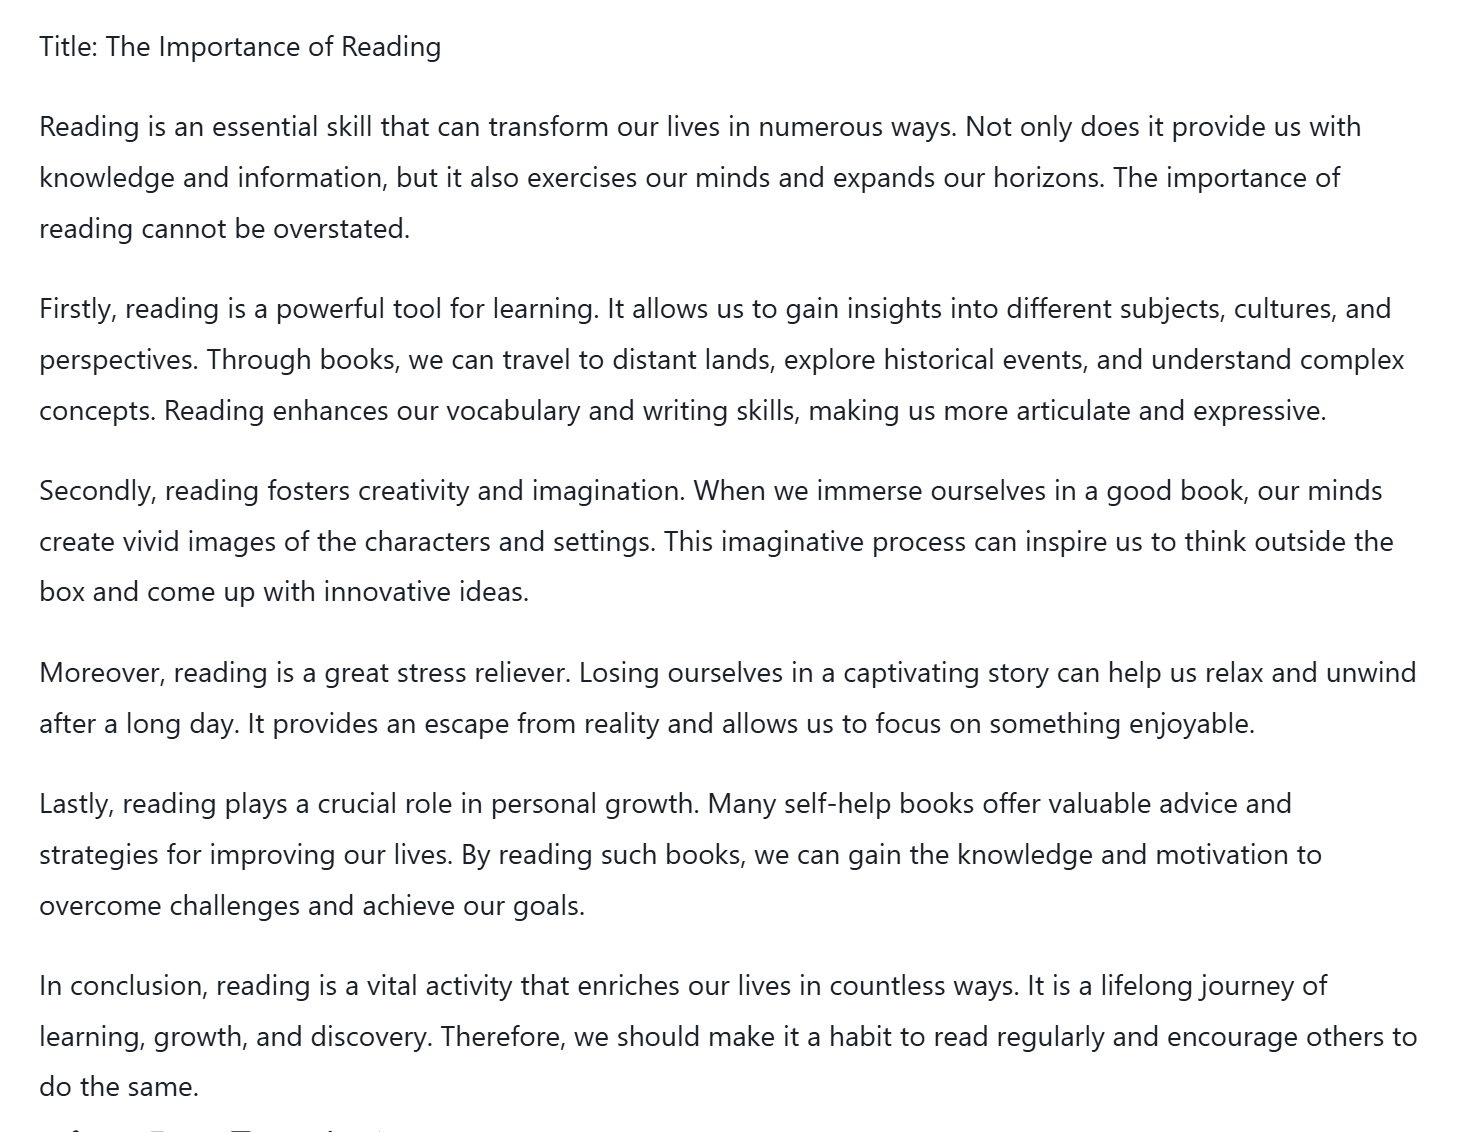 Title: The Importance of Reading
Reading is an essential skill that can transform our lives in numerous ways. Not only does it provide us with
knowledge and information, but it also exercises our minds and expands our horizons. The importance of
reading cannot be overstated.
Firstly, reading is a powerful tool for learning. It allows us to gain insights into different subjects, cultures, and
perspectives. Through books, we can travel to distant lands, explore historical events, and understand complex
concepts. Reading enhances our vocabulary and writing skills, making us more articulate and expressive.
Secondly, reading fosters creativity and imagination. When we immerse ourselves in a good book, our minds
create vivid images of the characters and settings. This imaginative process can inspire us to think outside the
box and come up with innovative ideas.
Moreover, reading is a great stress reliever. Losing ourselves in a captivating story can help us relax and unwind
after a long day. It provides an escape from reality and allows us to focus on something enjoyable.
Lastly, reading plays a crucial role in personal growth. Many self-help books offer valuable advice and
strategies for improving our lives. By reading such books, we can gain the knowledge and motivation to
overcome challenges and achieve our goals.
In conclusion, reading is a vital activity that enriches our lives in countless ways. It is a lifelong journey of
learning, growth, and discovery. Therefore, we should make it a habit to read regularly and encourage others to
do the same.